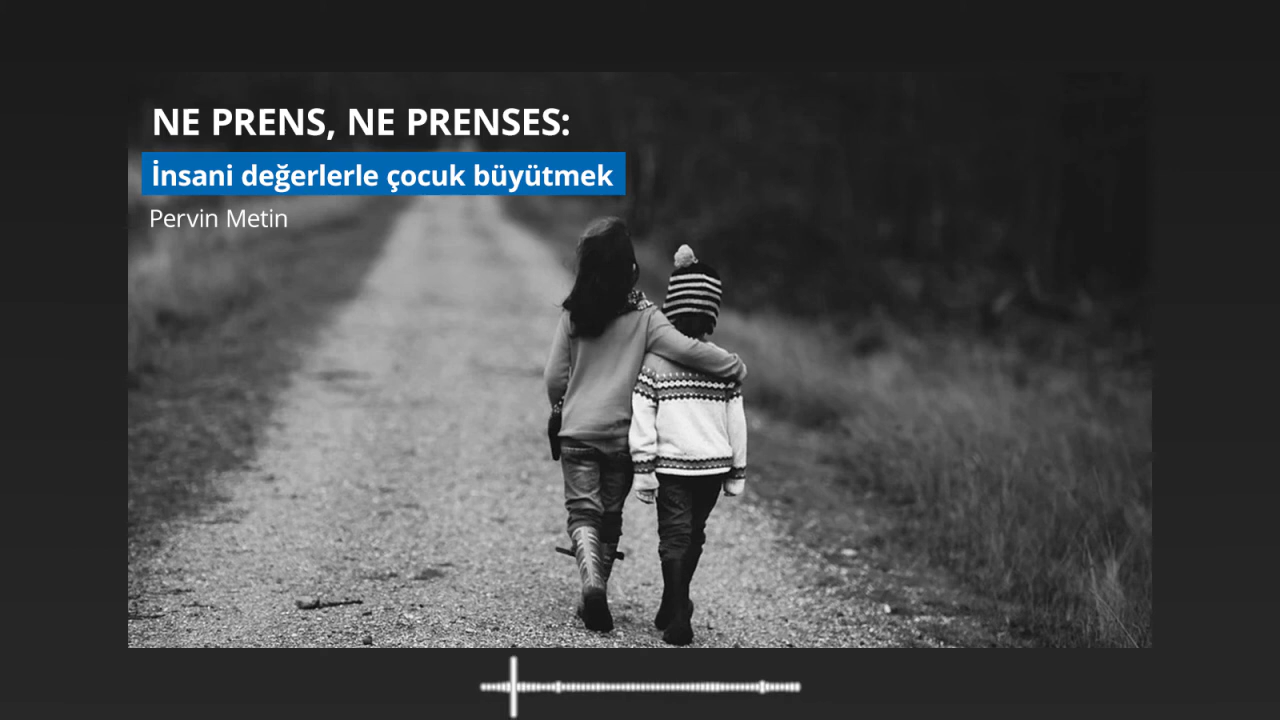 NE PRENS, NE PRENSES:
İnsani değerlerle çocuk büyütmek
Pervin Metin